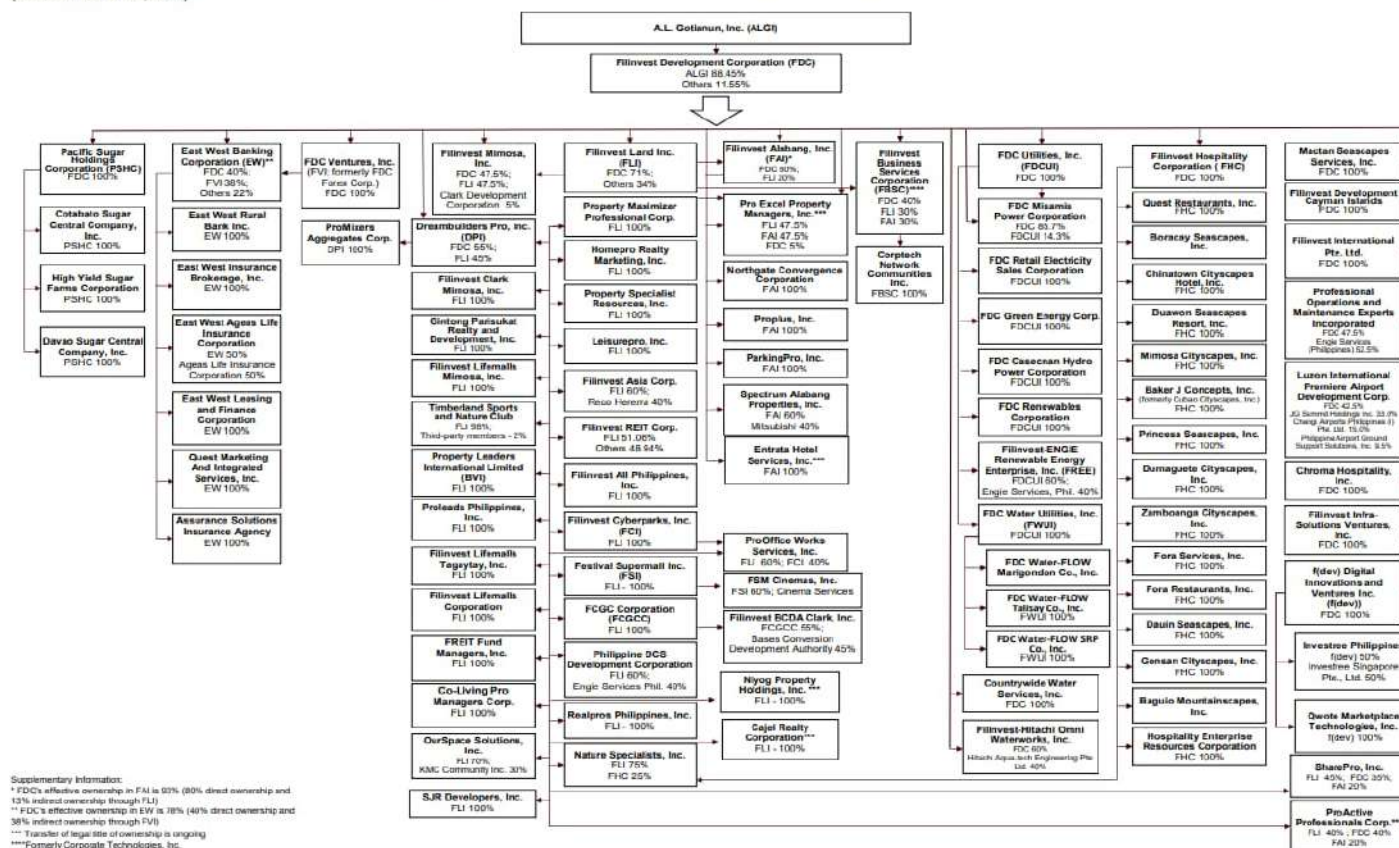 A.L. Gotianun, Inc. (ALGI)
Filinvest Development Corporation (FDC)
ALGI 88.45%
Others 11.55%
Pacific Sugar
Holdings
Corporation (PSHC)
FDC 100%
Cotabato Sugar
Central Company,
Inc.
PSHC 100%
High Yield Sugar
Farms Corporation
PSHC 100%
Davao Sugar Central
Company, Inc.
PSHC 100%
East West Banking
Corporation (EW)**
FDC 40%;
FVI 38%;
Others 22%
East West Rural
Bank Inc.
EW 100%
East West Insurance
Brokerage, Inc.
EW 100%
East West Ageas Life
Insurance
Corporation
EW 50%
Ageas Life Insurance
Corporation 50%
East West Leasing
and Finance
Corporation
EW 100%
Quest Marketing
And Integrated
Services, Inc.
EW 100%
Assurance Solutions
Insurance Agency
EW 100%
FDC Ventures, Inc.
(FVI; formerly FDC
Forex Corp.)
FDC 100%
ProMixers
Aggregates Corp.
DPI 100%
Filinvest Mimosa,
Inc.
FDC 47.5%;
FLI 47.5%;
Clark Development
Corporation 5%
Dreambuilders Pro, Inc.
(DPI)
FDC 55%;
FLI 45%
Filinvest Clark
Mimosa, Inc.
FLI 100%
Gintong Parisukat
Realty and
Development, Inc.
FLI 100%
Filinvest Lifemalls
Mimosa, Inc.
FLI 100%
Timberland Sports
and Nature Club
FLI 98%;
Third-party members - 2%
Property Leaders
International Limited
(BVI)
FLI 100%
Proleads Philippines,
Inc.
FLI 100%
Filinvest Lifemalls
Tagaytay, Inc.
FLI 100%
Filinvest Lifemalls
Corporation
FLI 100%
FREIT Fund
Managers, Inc.
FLI 100%
Co-Living Pro
Managers Corp.
FLI 100%
OurSpace Solutions,
Inc.
FLI 70%;
KMC Community Inc. 30%
SJR Developers, Inc.
FLI 100%
Filinvest Land Inc.
(FLI)
FDC 71%;
Others 34%
Property Maximizer
Professional Corp.
FLI 100%
Homepro Realty
Marketing, Inc.
FLI 100%
Property Specialist
Resources, Inc.
FLI 100%
Leisurepro, Inc.
FLI 100%
Filinvest Asia Corp.
FLI 60%;
Reco Hererra 40%
Filinvest REIT Corp.
FLI 51.06%
Others 48.94%
Filinvest All Philippines,
Inc.
FLI 100%
Filinvest Cyberparks, Inc.
(FCI)
FLI 100%
Festival Supermall Inc.
(FSI)
FLI - 100%
FCGC Corporation
(FCGCC)
FLI 100%
Philippine DCS
Development Corporation
FLI 60%;
Engie Services Phil. 40%
Realpros Philippines, Inc.
FLI - 100%
Nature Specialists, Inc.
FLI 75%
FHC 25%
Filinvest Alabang, Inc.
(FAI)*
FDC 80%;
FLI 20%
Pro Excel Property
Managers, Inc.***
FLI 47.5%
FAI 47.5%
FDC 5%
Northgate Convergence
Corporation
FAI 100%
Proplus, Inc.
FAI 100%
ParkingPro, Inc.
FAI 100%
Spectrum Alabang
Properties, Inc.
FAI 60%
Mitsubishi 40%
Entrata Hotel
Services, Inc.***
FAI 100%
ProOffice Works
Services, Inc.
FLI 60%; FCI 40%
FSM Cinemas, Inc.
FSI 60%; Cinema Services
Filinvest BCDA Clark, Inc.
FCGCC 55%;
Bases Conversion
Development Authority 45%
Niyog Property
Holdings, Inc. ***
FLI - 100%
Cajel Realty
Corporation***
FLI - 100%
Filinvest
Business
Services
Corporation
(FBSC)****
FDC 40%
FLI 30%
FAI 30%
Corptech
Network
Communities
Inc.
FBSC 100%
FDC Utilities, Inc.
(FDCUI)
FDC 100%
FDC Misamis
Power Corporation
FDC 85.7%
FDCUI 14.3%
FDC Retail Electricity
Sales Corporation
FDCUI 100%
FDC Green Energy Corp.
FDCUI 100%
FDC Casecnan Hydro
Power Corporation
FDCUI 100%
FDC Renewables
Corporation
FDCUI 100%
Filinvest-ENGIE
Renewable Energy
Enterprise, Inc. (FREE)
FDCUI 60%;
Engie Services, Phil. 40%
FDC Water Utilities, Inc.
(FWUI)
FDCUI 100%
FDC Water-FLOW
Marigondon Co., Inc.
FDC Water-FLOW
Talisay Co., Inc.
FWUI 100%
FDC Water-FLOW SRP
Co., Inc.
FWUI 100%
Countrywide Water
Services, Inc.
FDC 100%
Filinvest-Hitachi Omni
Waterworks, Inc.
FDC 60%
Hitachi Aqua-tech Engineering Pte
Ltd. 40%
Filinvest Hospitality
Corporation ( FHC)
FDC 100%
Quest Restaurants, Inc.
FHC 100%
Boracay Seascapes,
Inc.
Chinatown Cityscapes
Hotel, Inc.
FHC 100%
Duawon Seascapes
Resort, Inc.
FHC 100%
Mimosa Cityscapes, Inc.
FHC 100%
Baker J Concepts, Inc.
(formerly Cubao Cityscapes, Inc.)
FHC 100%
Princesa Seascapes, Inc.
FHC 100%
Dumaguete Cityscapes,
Inc.
FHC 100%
Zamboanga Cityscapes,
Inc.
FHC 100%
Fora Services, Inc.
FHC 100%
Fora Restaurants, Inc.
FHC 100%
Dauin Seascapes, Inc.
FHC 100%
Gensan Cityscapes, Inc.
FHC 100%
Baguio Mountainscapes,
Inc.
Hospitality Enterprise
Resources Corporation
FHC 100%
Mactan Seascapes
Services, Inc.
FDC 100%
Filinvest Development
Cayman Islands
FDC 100%
Filinvest International
Pte. Ltd.
FDC 100%
Professional
Operations and
Maintenance Experts
Incorporated
FDC 47.5%
Engie Services
(Philippines) 52.5%
Luzon International
Premiere Airport
Development Corp.
FDC 42.5%
JG Summit Holdings Inc. 33.0%
Changi Airports Philippines (I)
Pte. Ltd. 15.0%
Philippine Airport Ground
Support Solutions, Inc. 9.5%
Chroma Hospitality,
Inc.
FDC 100%
Filinvest Infra-
Solutions Ventures,
Inc.
FDC 100%
f(dev) Digital
Innovations and
Ventures Inc.
(f(dev))
FDC 100%
Investree Philippine
f(dev) 50%
Investree Singapore
Pte., Ltd. 50%
Qwote Marketplace
Technologies, Inc.
f(dev) 100%
SharePro, Inc.
FLI 45%, FDC 35%;
FAI 20%
ProActive
Professionals Corp.**
FLI 40% ; FDC 40%
FAI 20%
Supplementary Information:
* FDC's effective ownership in FAI is 93% (80% direct ownership and
13% indirect ownership through FLI)
** FDC's effective ownership in EW is 78% (40% direct ownership and
38% indirect ownership through FVI)
*** Transfer of legal title of ownership is ongoing
****Formerly Corporate Technologies, Inc.